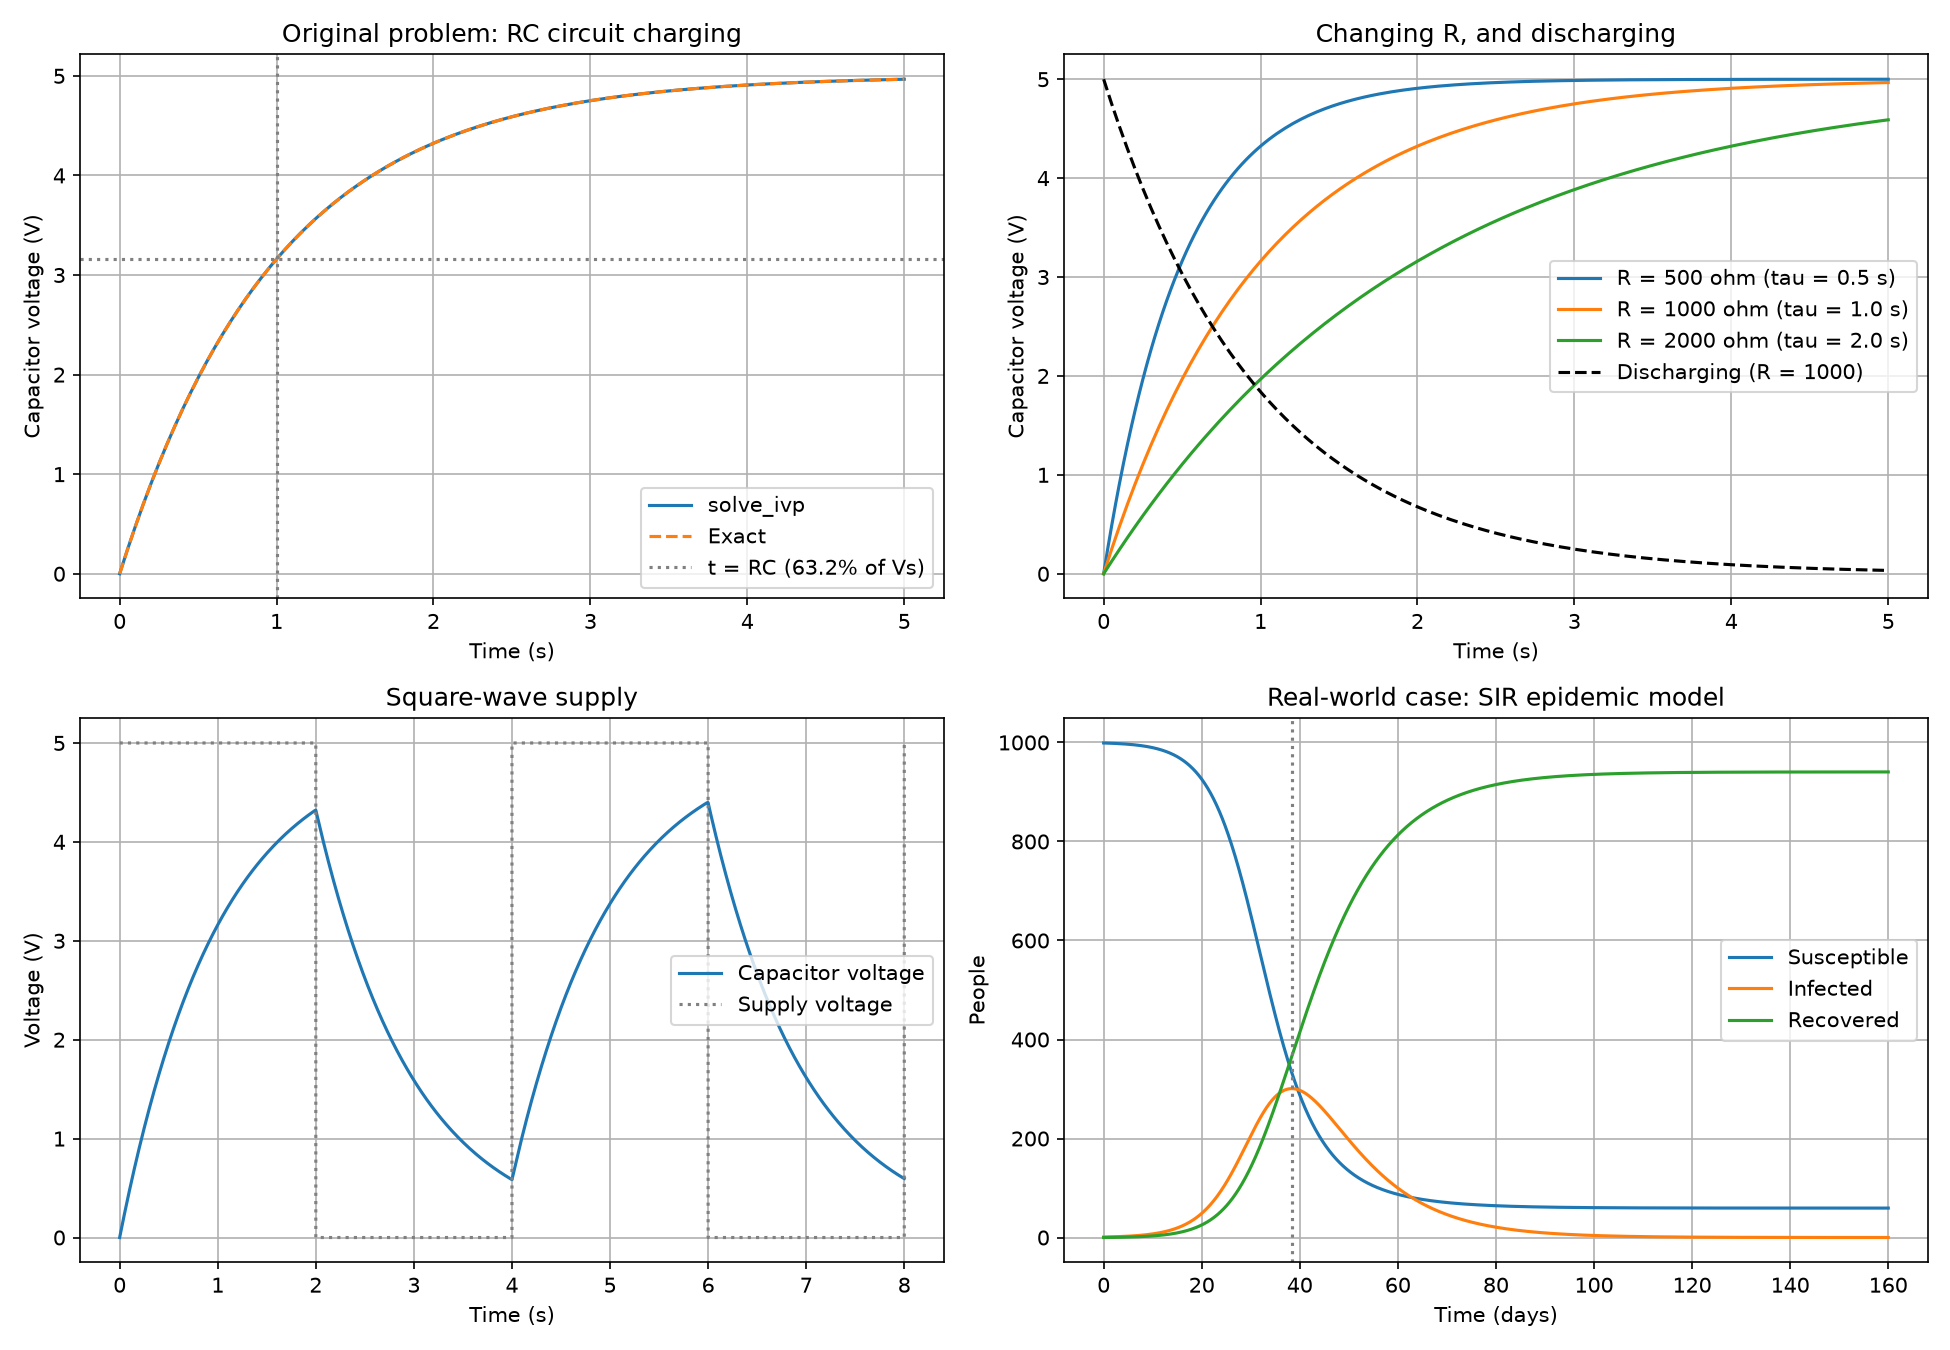 Original problem: RC circuit charging
Capacitor voltage (V)
5
4
3
2
1
0
solve_ivp
Exact
t = RC (63.2% of Vs)
0 1 2 3 4 5
Time (s)
Changing R, and discharging
Capacitor voltage (V)
5
4
3
2
1
0
R = 500 ohm (tau = 0.5 s)
R = 1000 ohm (tau = 1.0 s)
R = 2000 ohm (tau = 2.0 s)
Discharging (R = 1000)
0 1 2 3 4 5
Time (s)
Square-wave supply
Voltage (V)
5
4
3
2
1
0
Capacitor voltage
Supply voltage
0 1 2 3 4 5 6 7 8
Time (s)
Real-world case: SIR epidemic model
People
1000
800
600
400
200
0
Susceptible
Infected
Recovered
0 20 40 60 80 100 120 140 160
Time (days)